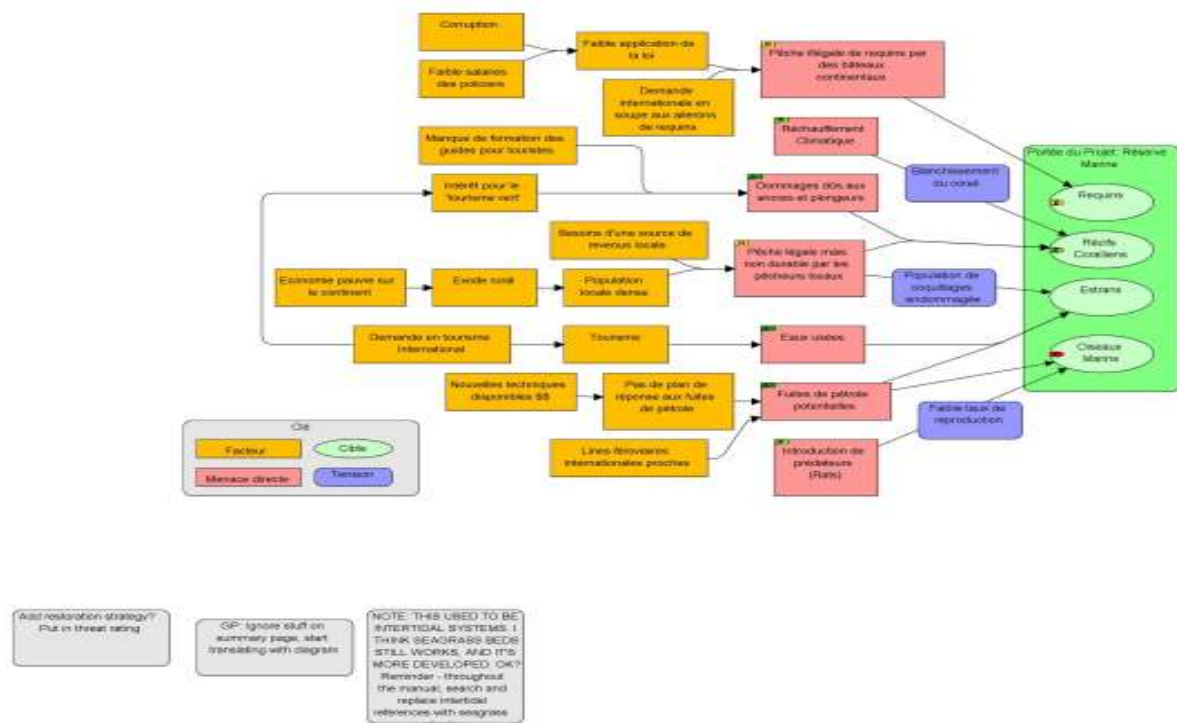 Corruption
Faible salaires
des policiers
Faible application de
la loi
Demande
internationale en
soupe aux ailerons de
requins
Pêche illégale de requins par
des bâteaux
continentaux
Réchauffement
Climatique
Manque de formation des
guides pour touristes
Intérêt pour le
'tourisme vert'
Dommages dûs aux
ancres et plongeurs
Blanchissement
du corail
Portée du Projet: Réserve
Marine
Requins
Récifs
Coralliens
Estrans
Oiseaux
Marins
Besoins d'une source de
revenus locale
Pêche légale mais
non durable par les
pêcheurs locaux
Population de
coquillages
endommagée
Economie pauvre sur
le continent
Exode rural
Population
locale dense
Demande en tourisme
International
Tourisme
Eaux usées
Nouvelles techniques
disponibles $$
Pas de plan de
réponse aux fuites
de pétrole
Fuites de pétrole
potentielles
Faible taux de
reproduction
Lines féroviaires
internationales proches
Introduction de
prédateurs
(Rats)
Clé
Facteur
Cible
Menace directe
Tension
Add restoration strategy?
Put in threat rating
GP: Ignore stuff on
summary page, start
translating with diagram
NOTE: THIS USED TO BE
INTERTIDAL SYSTEMS. I
THINK SEAGRASS BEDS
STILL WORKS, AND IT'S
MORE DEVELOPED. OK?
Reminder - throughout
the manual, search and
replace intertidel
references with seagrass